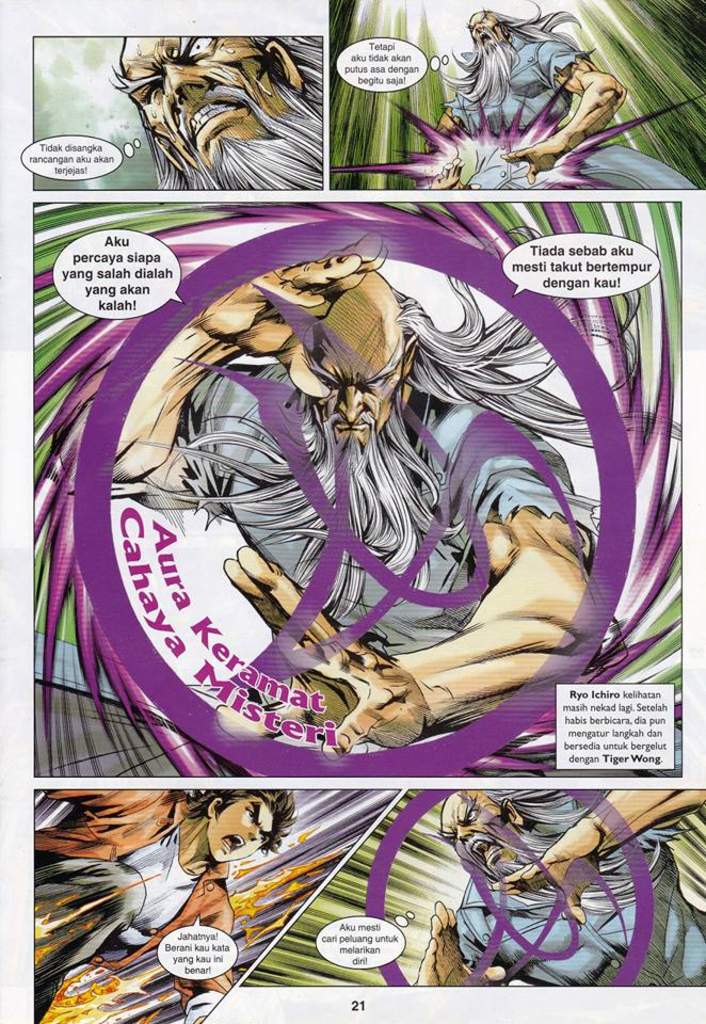 Tidak disangka
rancangan aku akan
terjejas!
Tetapi
aku tidak akan
putus asa dengan
begitu saja!
Aku
percaya siapa
yang salah dialah
yang akan
kalah!
Tiada sebab aku
mesti takut bertempur
dengan kau!
Aura Keramat
Cahaya Misteri
Ryo Ichiro kelihatan
masih nekad lagi. Setelah
habis berbicara, dia pun
mengatur langkah dan
bersedia untuk bergelut
dengan Tiger Wong.
Jahatnya!
Berani kau kata
yang kau ini
benar!
Aku mesti
cari peluang untuk
melarikan
diri!
21